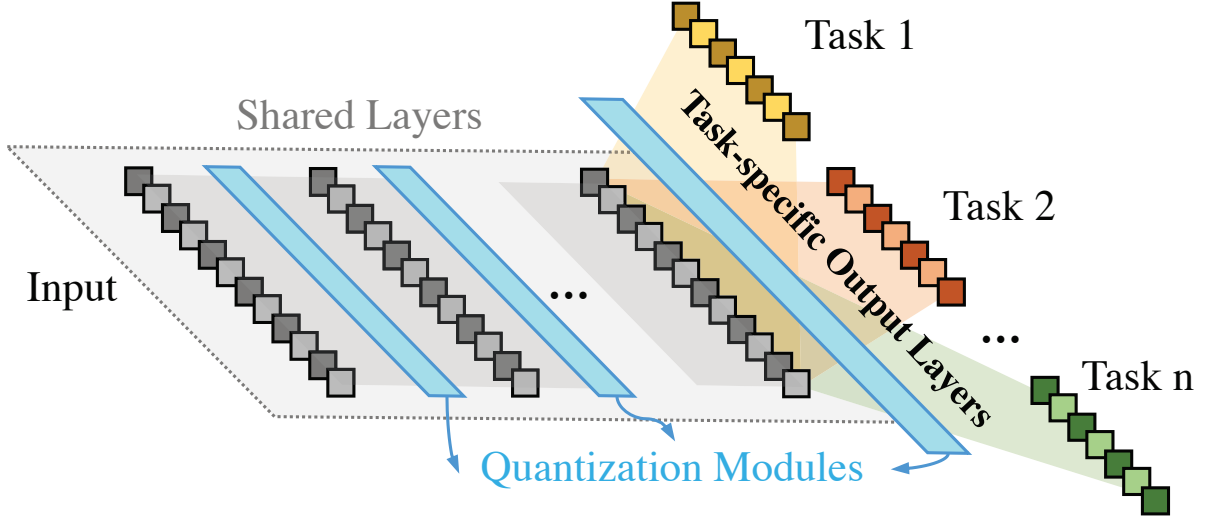 Task 1
Shared Layers
Task-specific Output Layers
Task 2
Input
...
...
Task n
Quantization Modules